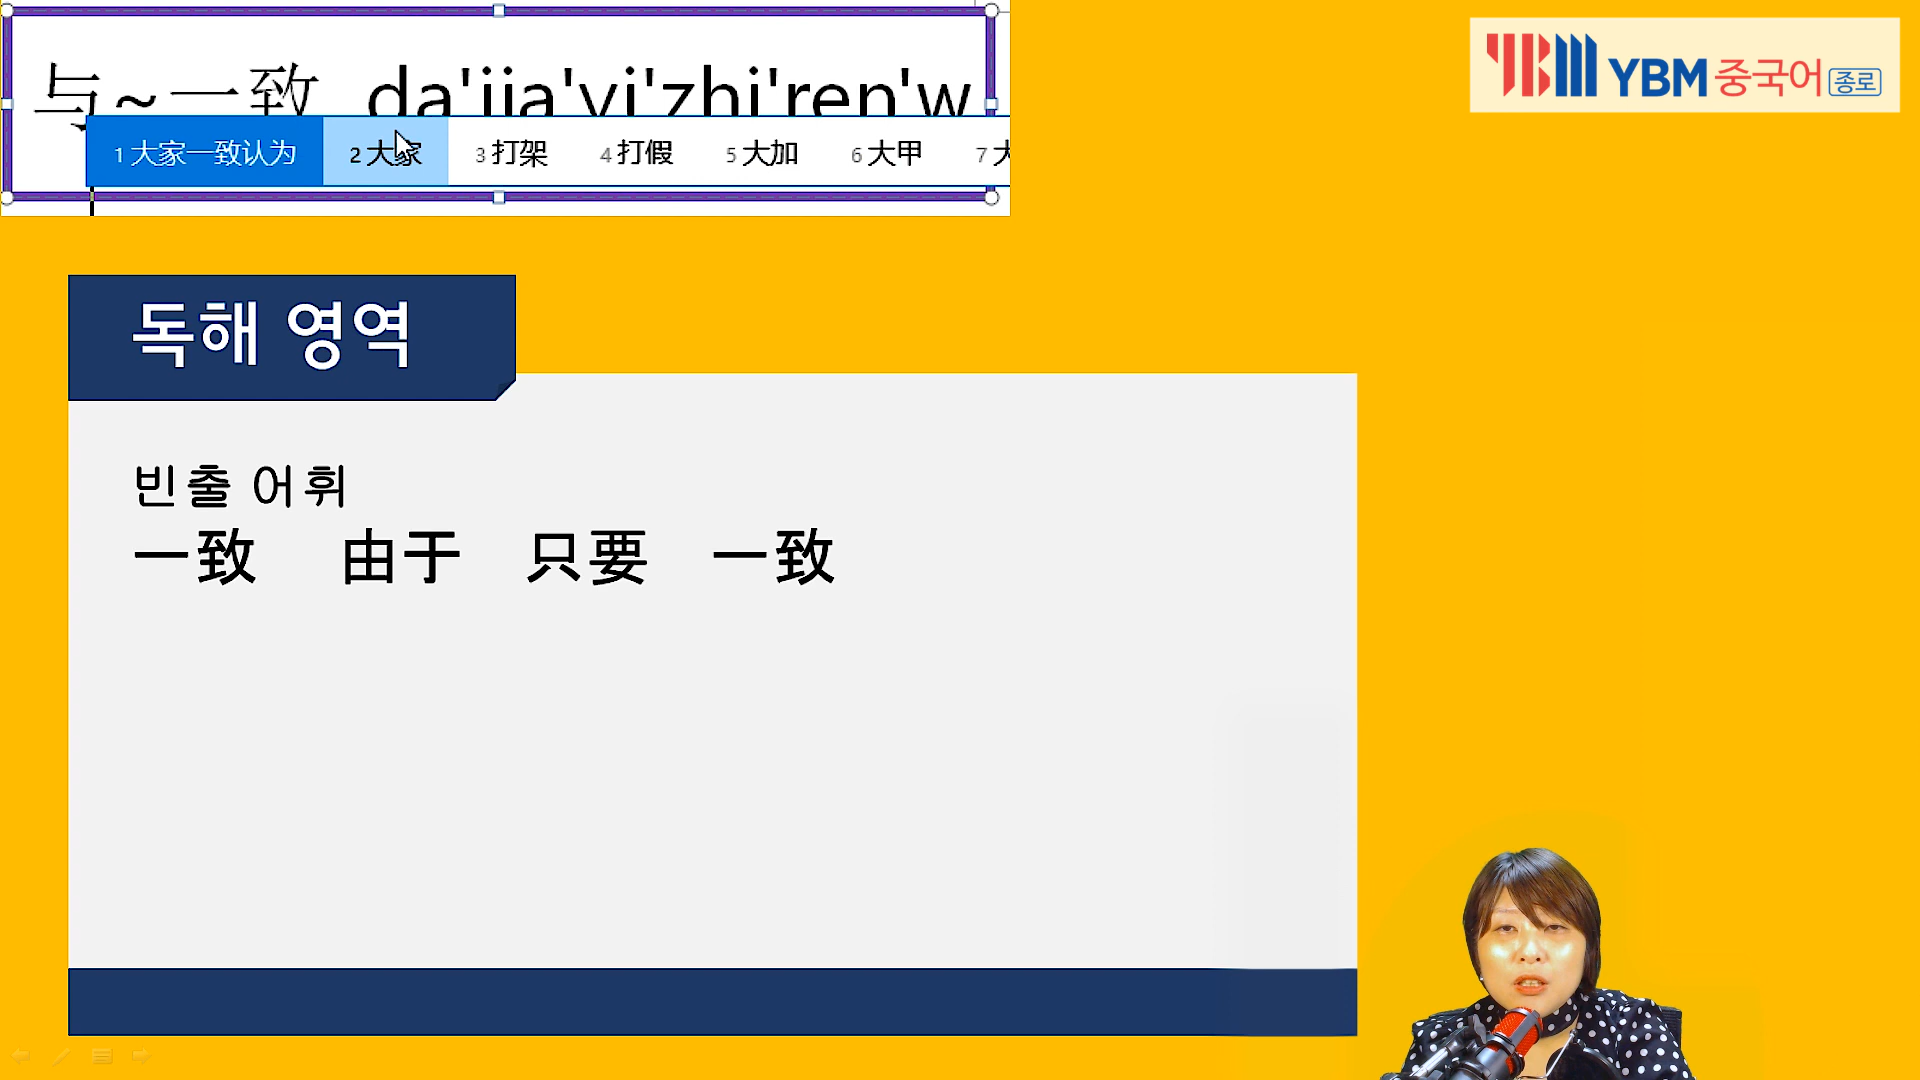 与~一致 da'jia'yi'zhi'ren'w
1 大家一致认为 2 大家 3 打架 4 打假 5 大加 6 大甲 7
YBM YBM 중국어 종로
독해 영역
빈출 어휘
一致 由于 只要 一致